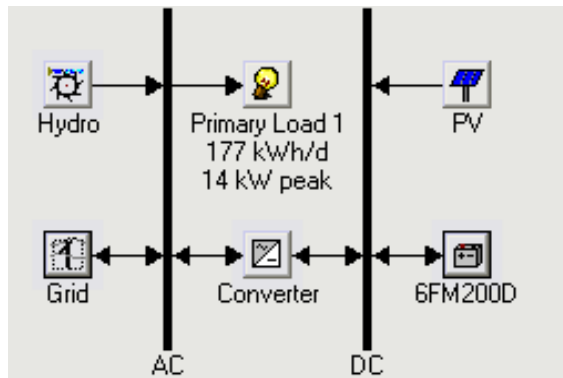 Hydro
Primary Load 1
177 kWh/d
14 kW peak
PV
Grid
Converter
6FM200D
AC
DC